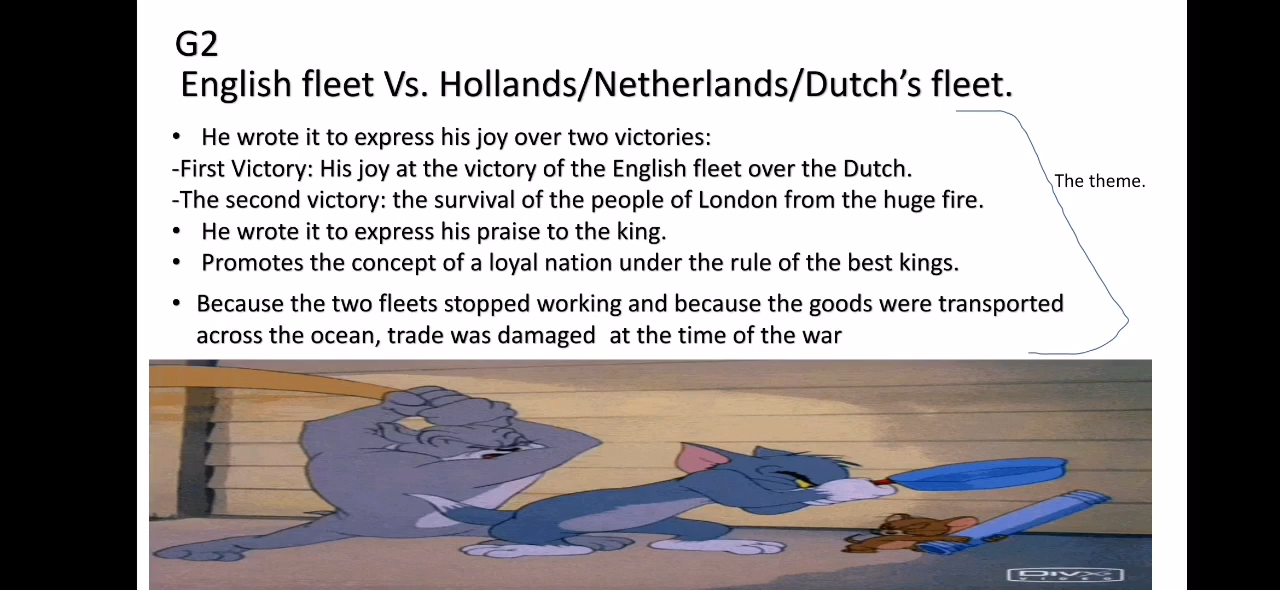 G2
English fleet Vs. Hollands/Netherlands/Dutch's fleet.
• He wrote it to express his joy over two victories:
-First Victory: His joy at the victory of the English fleet over the Dutch.
-The second victory: the survival of the people of London from the huge fire.
• He wrote it to express his praise to the king.
• Promotes the concept of a loyal nation under the rule of the best kings.
• Because the two fleets stopped working and because the goods were transported
across the ocean, trade was damaged  at the time of the war
The theme.
DIVX
VIDEO